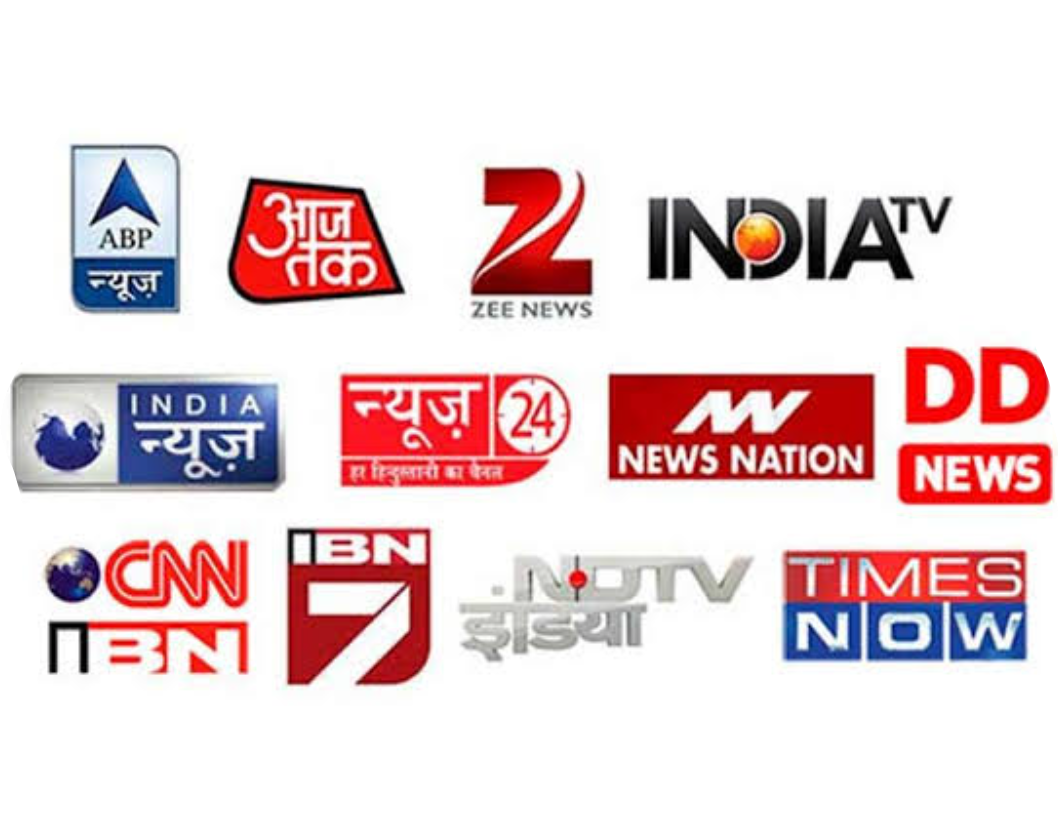 ABP
न्यूज़
आज
तक
ZEE NEWS
INDIA TV
INDIA
न्यूज़
न्यूज़ 24
हर हिन्दुस्तानी का चैनल
NEWS NATION
DD
NEWS
CNN
IBN
IBN
7
NDTV
इंडिया
TIMES
NOW